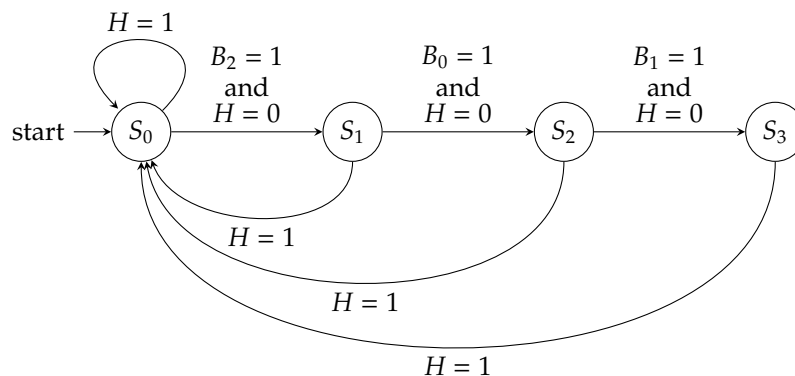 H = 1
B₂ = 1
and
H = 0
B₀ = 1
and
H = 0
B₁ = 1
and
H = 0
start
S₀
S₁
S₂
S₃
H = 1
H = 1
H = 1